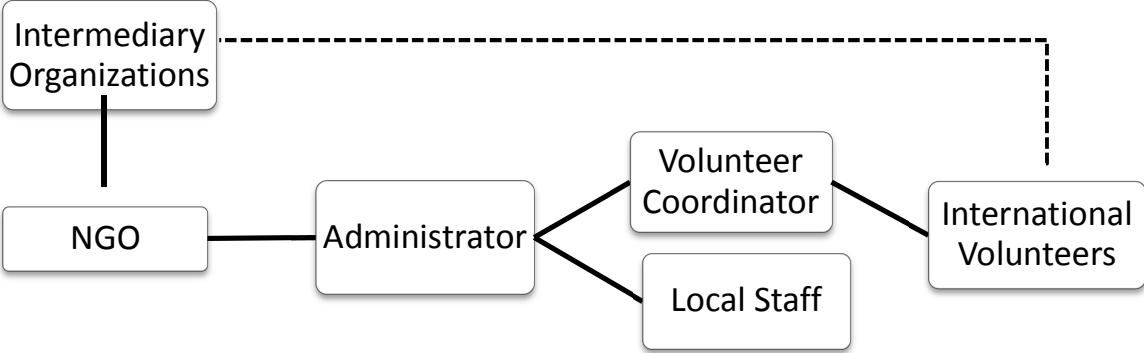 Intermediary
Organizations
Volunteer
Coordinator
International
Volunteers
NGO
Administrator
Local Staff